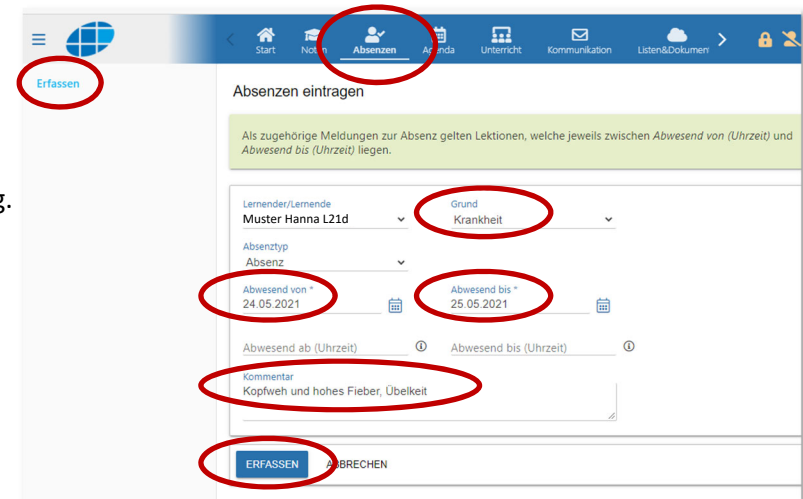 Start Noten Absenzen Agenda Unterricht Kommunikation Listen&Dokumen
Erfassen
Absenzen eintragen
Als zugehörige Meldungen zur Absenz gelten Lektionen, welche jeweils zwischen Abwesend von (Uhrzeit) und
Abwesend bis (Uhrzeit) liegen.
g.
Lernender/Lernende Grund
Muster Hanna L21d Krankheit
Absenztyp
Absenz
Abwesend von * Abwesend bis *
24.05.2021 25.05.2021
Abwesend ab (Uhrzeit) Abwesend bis (Uhrzeit)
Kommentar
Kopfweh und hohes Fieber, Übelkeit
ERFASSEN ABBRECHEN